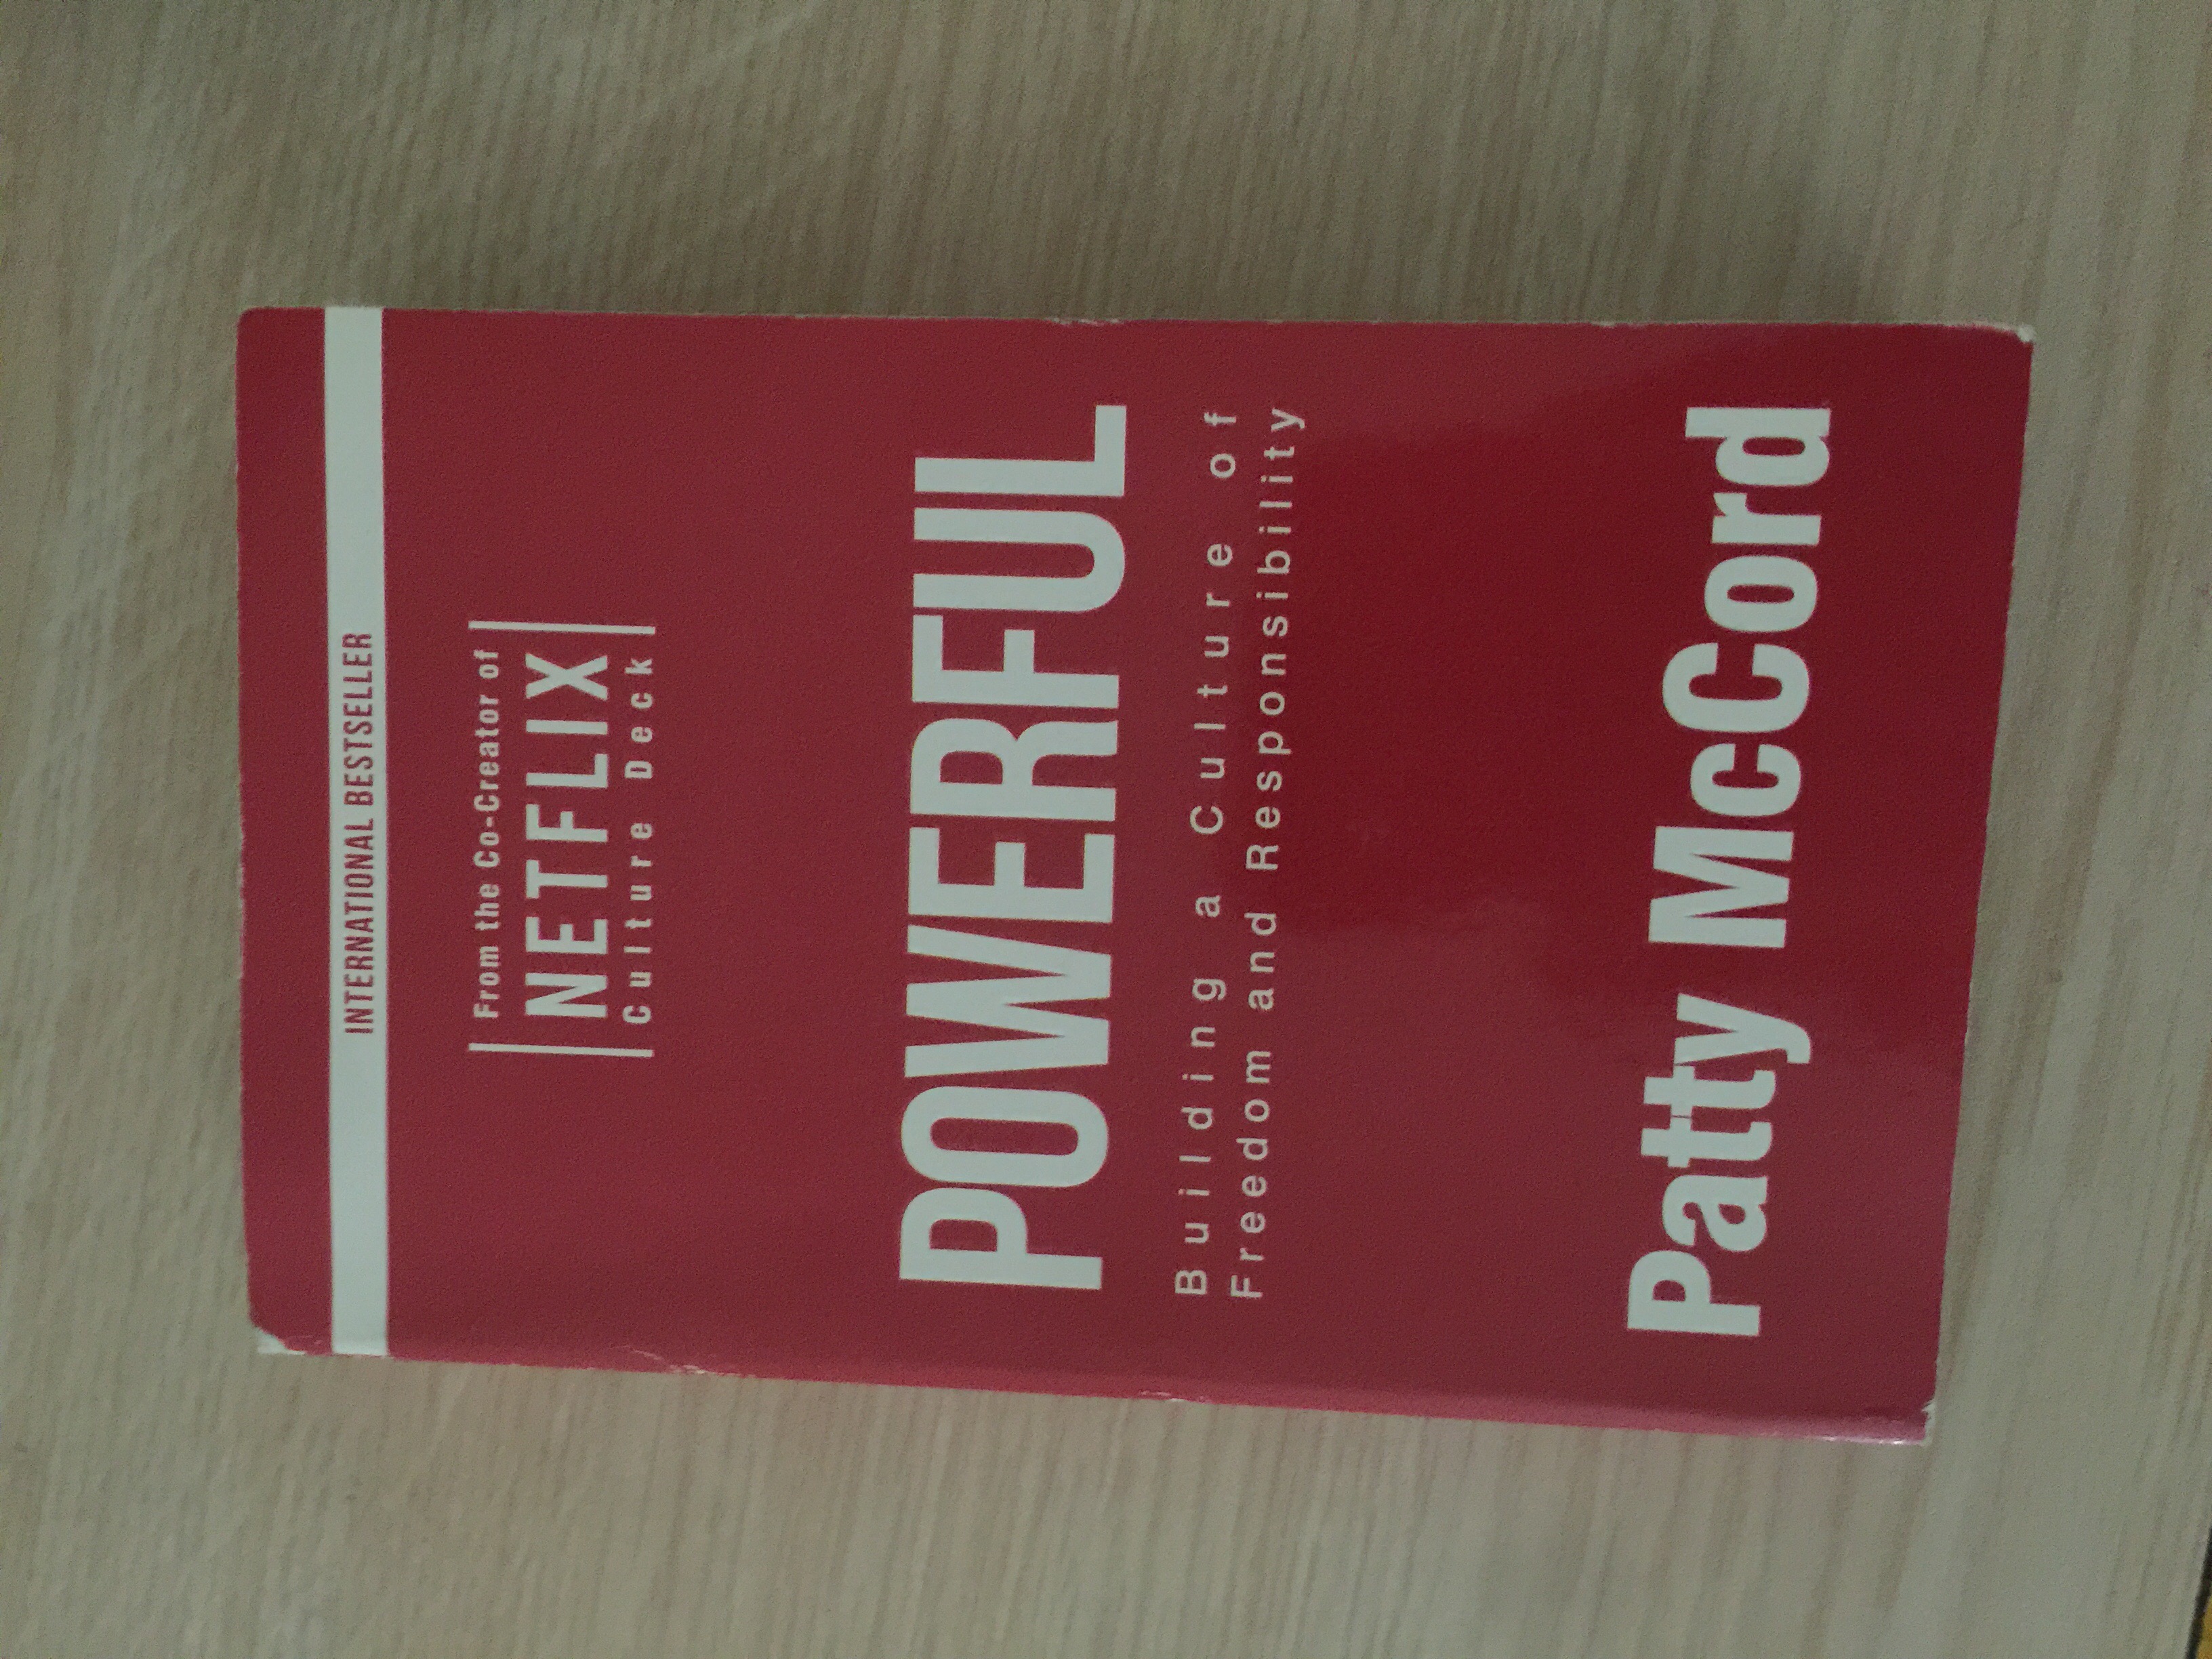 INTERNATIONAL BESTSELLER
From the Co-Creator of
NETFLIX
Culture Deck
POWERFUL
Building a Culture of
Freedom and Responsibility
Patty McCord